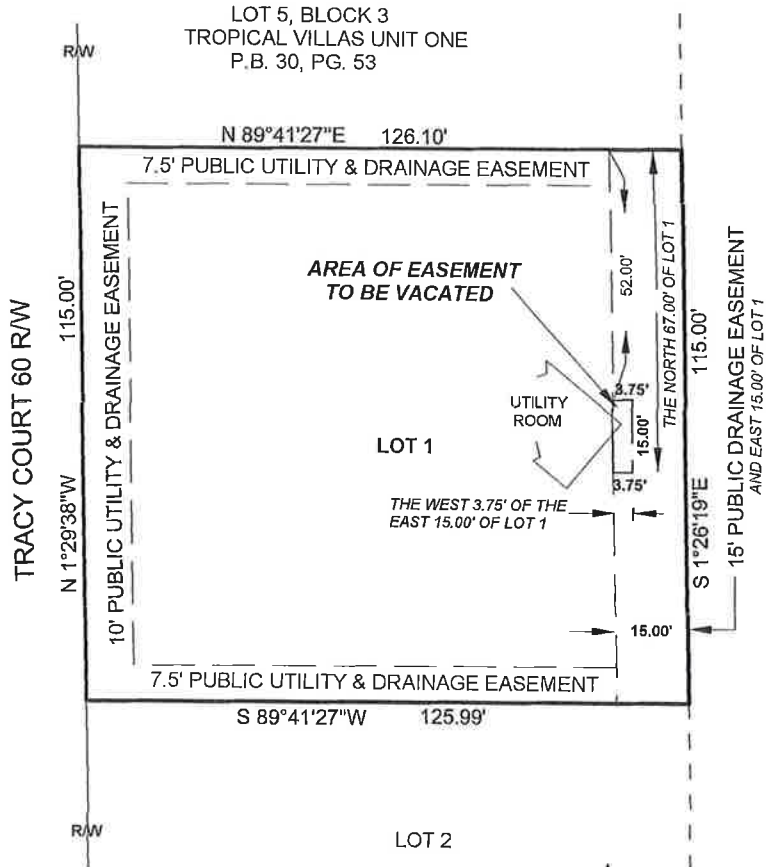 LOT 5, BLOCK 3
TROPICAL VILLAS UNIT ONE
P.B. 30, PG. 53
R/W
N 89°41'27"E 126.10'
7.5' PUBLIC UTILITY & DRAINAGE EASEMENT
TRACY COURT 60 R/W
115.00'
N 1°29'38"W
10' PUBLIC UTILITY & DRAINAGE EASEMENT
AREA OF EASEMENT
TO BE VACATED
52.00'
THE NORTH 67.00' OF LOT 1
115.00'
S 1°26'19"E
15' PUBLIC DRAINAGE EASEMENT
AND EAST 15.00' OF LOT 1
3.75'
UTILITY
ROOM
15.00'
LOT 1
3.75'
THE WEST 3.75' OF THE
EAST 15.00' OF LOT 1
15.00'
7.5' PUBLIC UTILITY & DRAINAGE EASEMENT
S 89°41'27"W 125.99'
R/W
LOT 2